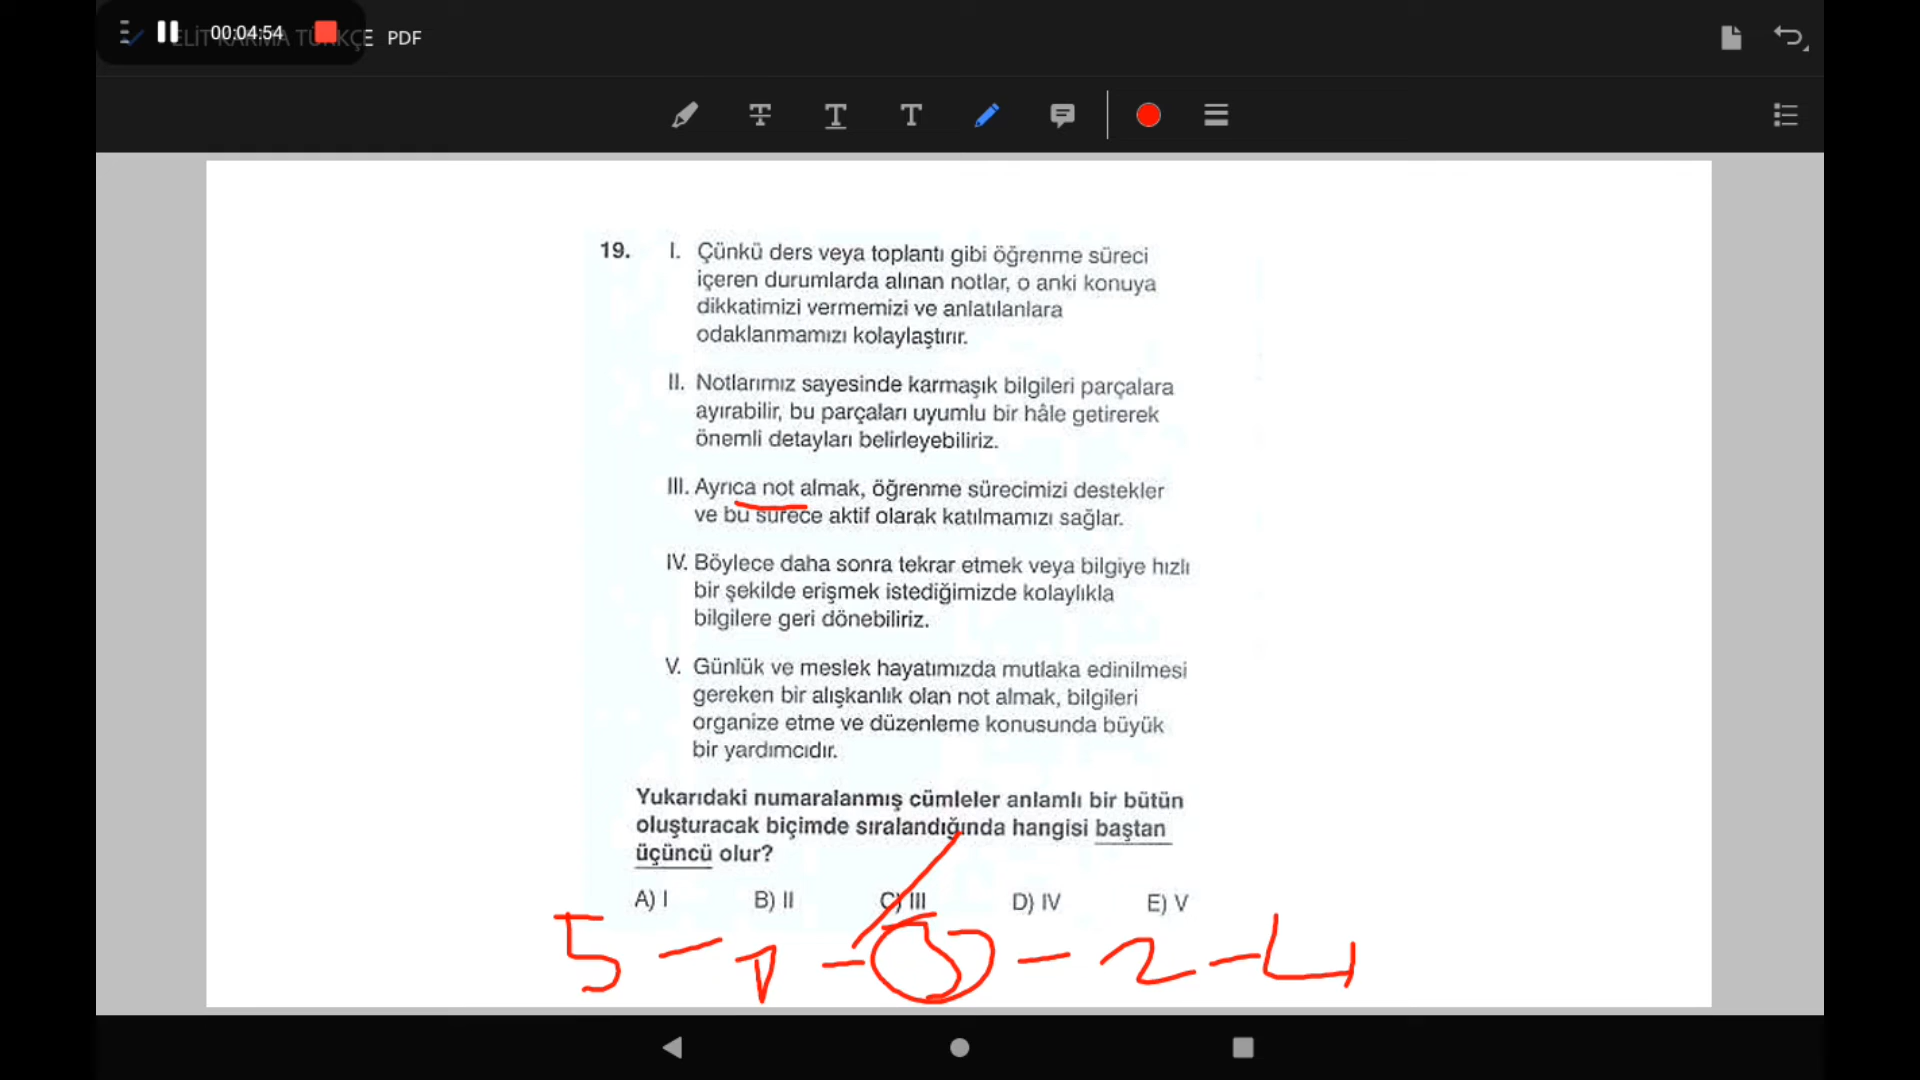 00:04:54
ELİT KARMA TÜRKÇE PDF
19. I. Çünkü ders veya toplantı gibi öğrenme süreci
içeren durumlarda alınan notlar, o anki konuya
dikkatimizi vermemizi ve anlatılanlara
odaklanmamızı kolaylaştırır.
II. Notlarımız sayesinde karmaşık bilgileri parçalara
ayırabilir, bu parçaları uyumlu bir hâle getirerek
önemli detayları belirleyebiliriz.
III. Ayrıca not almak, öğrenme sürecimizi destekler
ve bu sürece aktif olarak katılmamızı sağlar.
IV. Böylece daha sonra tekrar etmek veya bilgiye hızlı
bir şekilde erişmek istediğimizde kolaylıkla
bilgilere geri dönebiliriz.
V. Günlük ve meslek hayatımızda mutlaka edinilmesi
gereken bir alışkanlık olan not almak, bilgileri
organize etme ve düzenleme konusunda büyük
bir yardımcıdır.
Yukarıdaki numaralanmış cümleler anlamlı bir bütün
oluşturacak biçimde sıralandığında hangisi baştan
üçüncü olur?
A) I B) II C) III D) IV E) V
5 - 1 - 3 - 2 - 4